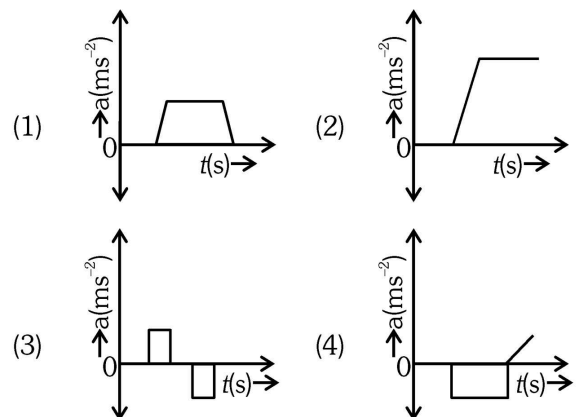 (1) a(ms⁻²) 0 t(s)
(2) a(ms⁻²) 0 t(s)
(3) a(ms⁻²) 0 t(s)
(4) a(ms⁻²) 0 t(s)